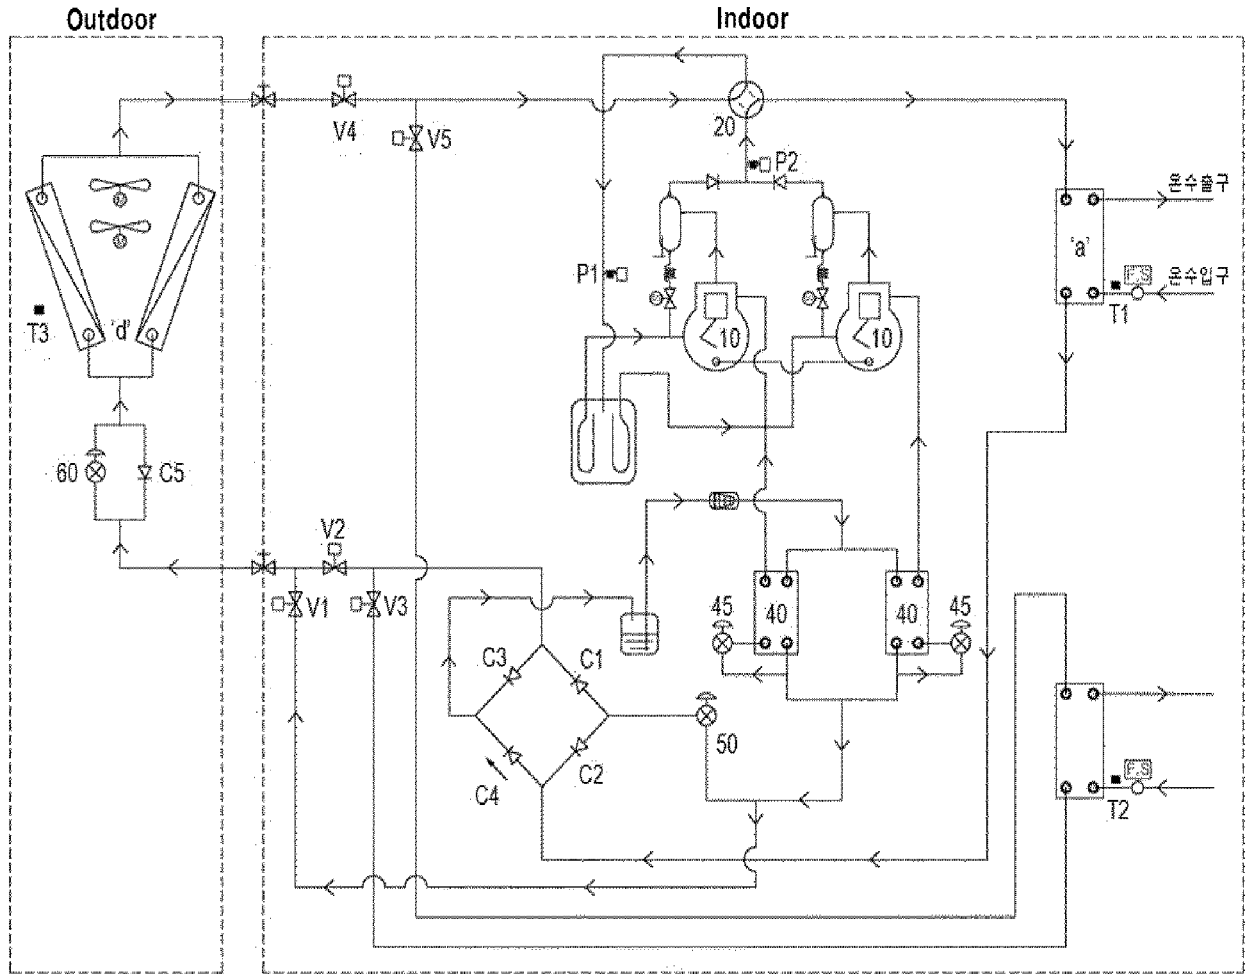 Outdoor
Indoor
V4
V5
20
P2
온수출구
'a'
P1
F,S
온수입구
T1
T3
'd'
10
10
60
C5
V2
V1
V3
45
40
40
45
C3
C1
50
C2
C4
F,S
T2